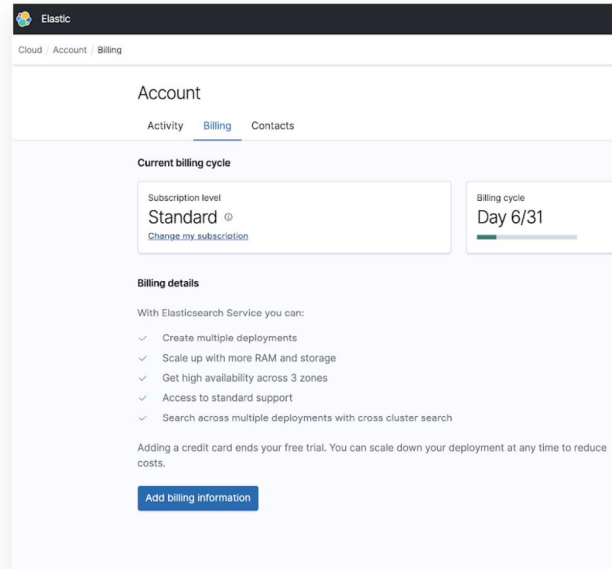 Elastic
Cloud / Account / Billing
Account
Activity Billing Contacts
Current billing cycle
Subscription level
Standard
Change my subscription
Billing cycle
Day 6/31
Billing details
With Elasticsearch Service you can:
Create multiple deployments
Scale up with more RAM and storage
Get high availability across 3 zones
Access to standard support
Search across multiple deployments with cross cluster search
Adding a credit card ends your free trial. You can scale down your deployment at any time to reduce
costs.
Add billing information